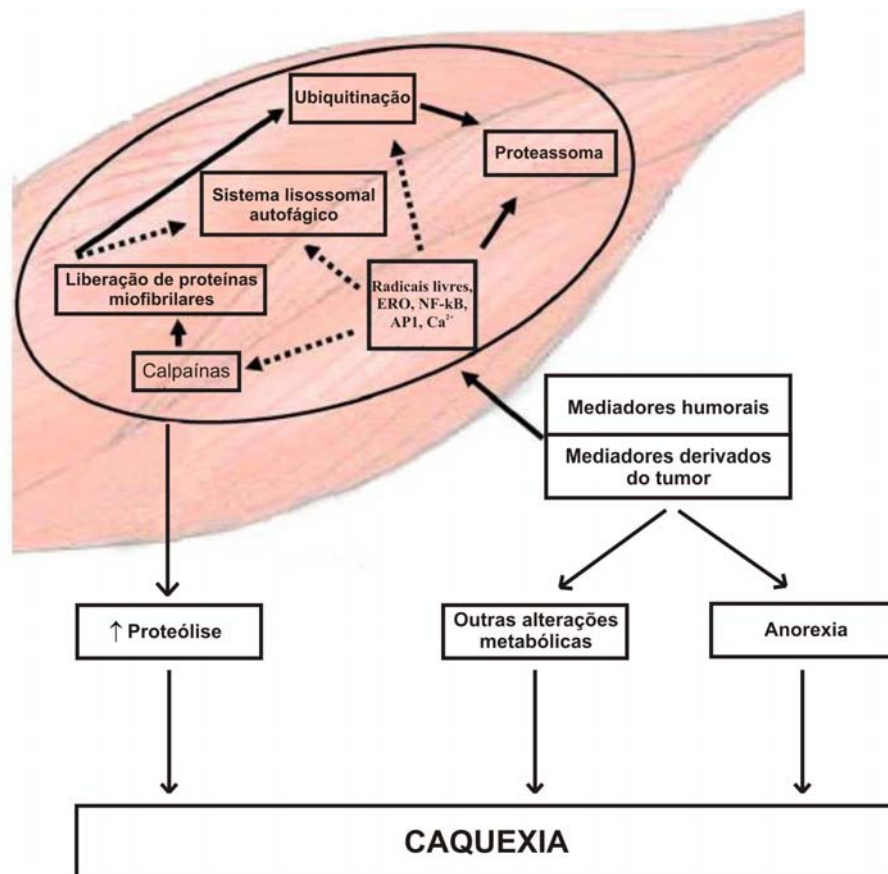 Ubiquitinação
Proteassoma
Sistema lisossomal
autofágico
Liberação de proteínas
miofibrilares
Radicais livres,
ERO, NF-kB,
AP1, Ca²⁺
Calpaínas
Mediadores humorais
Mediadores derivados
do tumor
↑ Proteólise
Outras alterações
metabólicas
Anorexia
CAQUEXIA